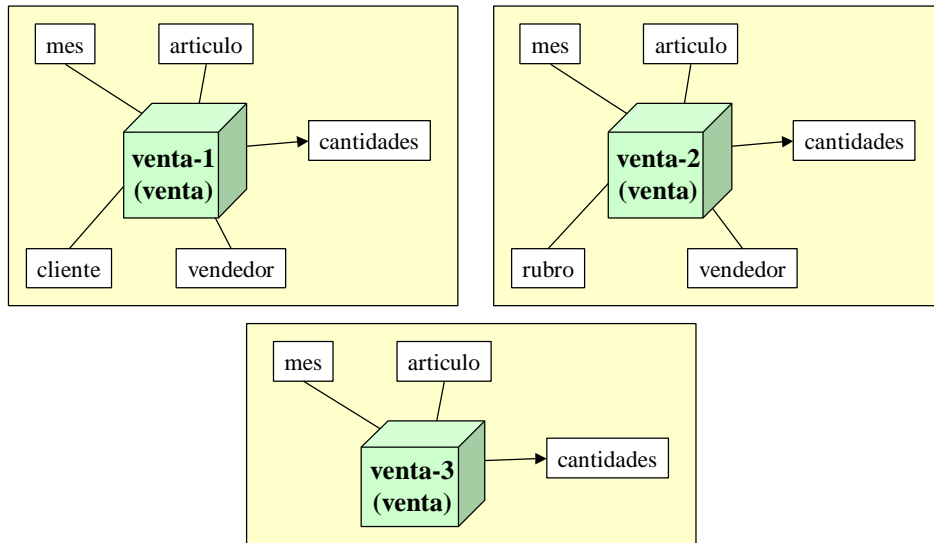 mes
articulo
venta-1
(venta)
cantidades
cliente
vendedor
mes
articulo
venta-2
(venta)
cantidades
rubro
vendedor
mes
articulo
venta-3
(venta)
cantidades